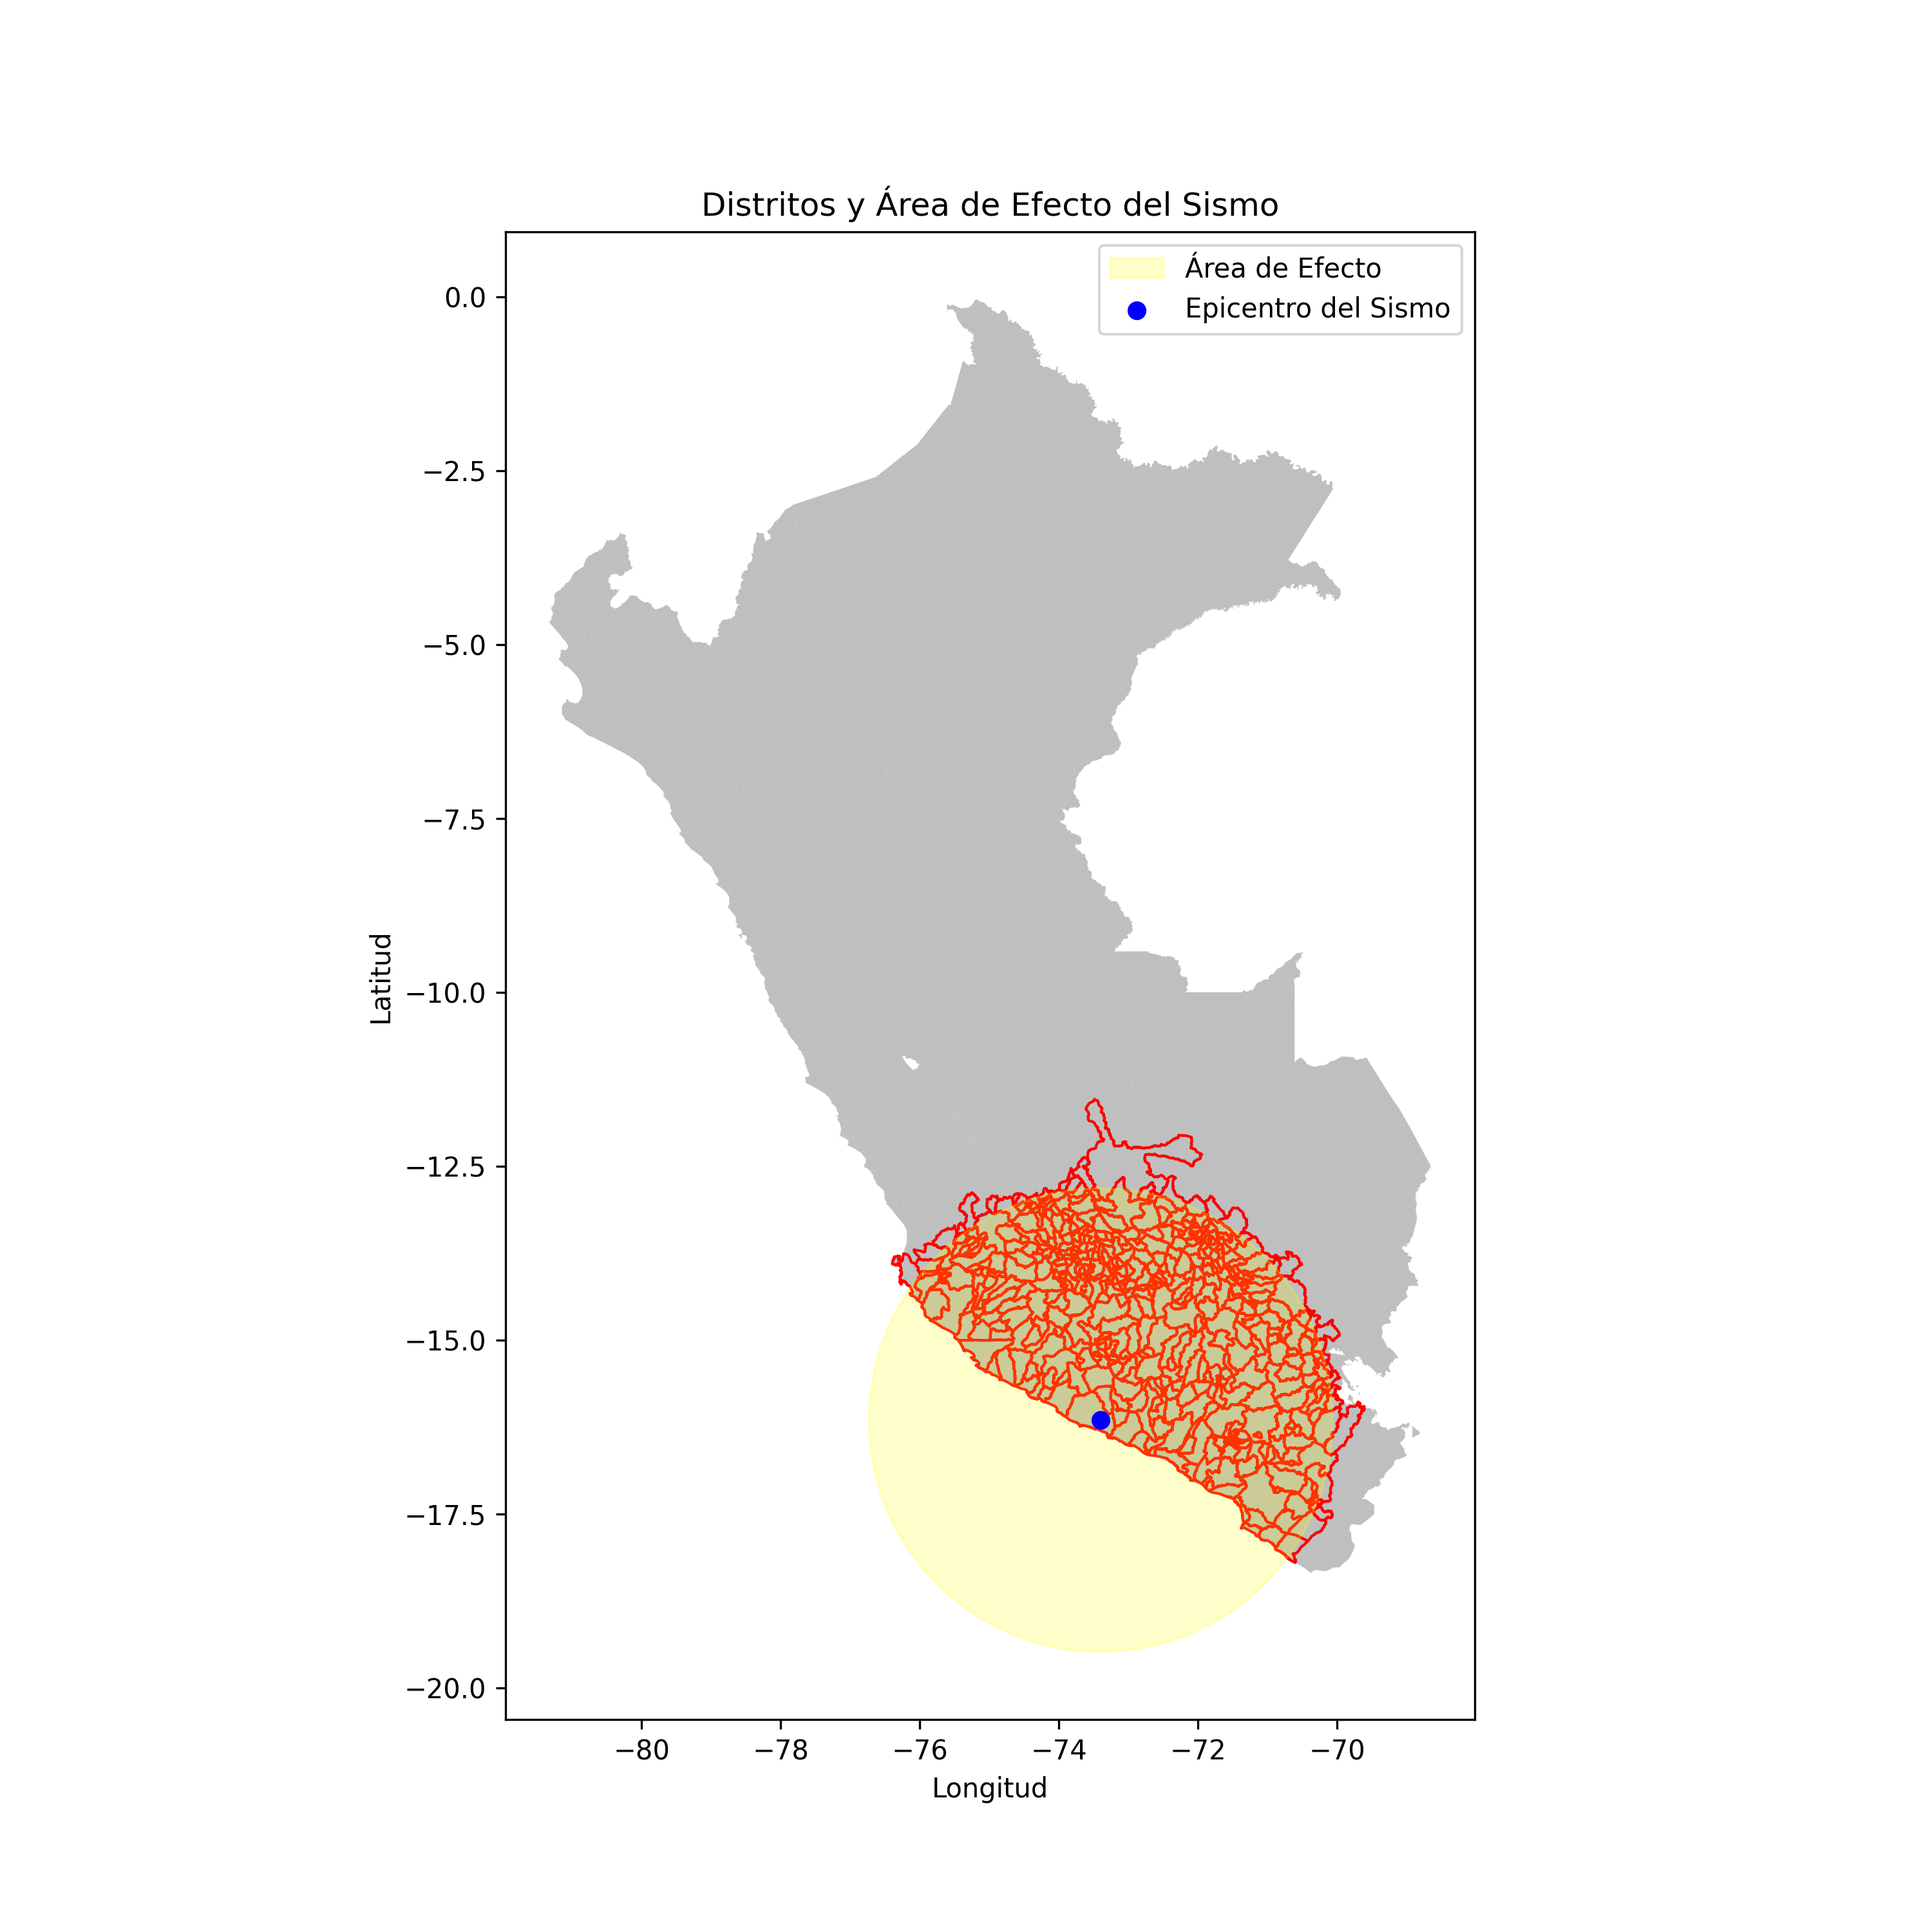 Distritos y Área de Efecto del Sismo
Área de Efecto
Epicentro del Sismo
0.0
−2.5
−5.0
−7.5
−10.0
−12.5
−15.0
−17.5
−20.0
Latitud
−80 −78 −76 −74 −72 −70
Longitud